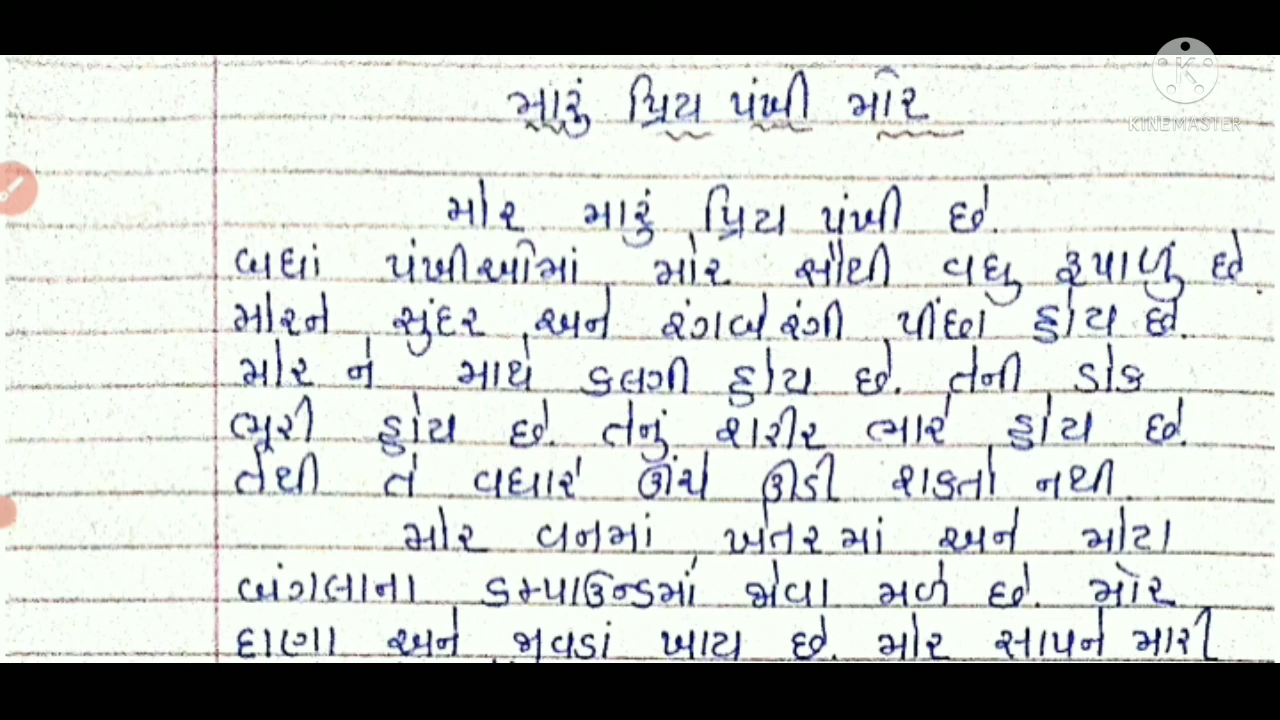 મારું પ્રિય પંખી મોર
KINEMASTER
મોર મારું પ્રિય પંખી છે.
બધાં પંખીઓમાં મોર સૌથી વધુ રૂપાળું છે.
મોરને સુંદર અને રંગબેરંગી પીંછા હોય છે.
મોર ને માથે કલગી હોય છે. તેની ડોક
ભૂરી હોય છે. તેનું શરીર ભારે હોય છે.
તેથી તે વધારે ઊંચે ઊડી શકતો નથી.
મોર વનમાં ખેતરમાં અને મોટા
બંગલાના કમ્પાઉન્ડમાં જોવા મળે છે. મોર
દાણા અને જીવડાં ખાય છે. મોર સાપને મારી